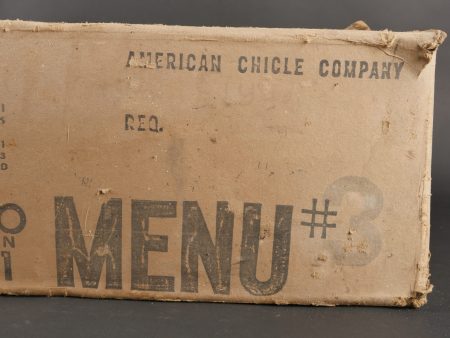 AMERICAN CHICLE COMPANY
REQ.
MENU #3